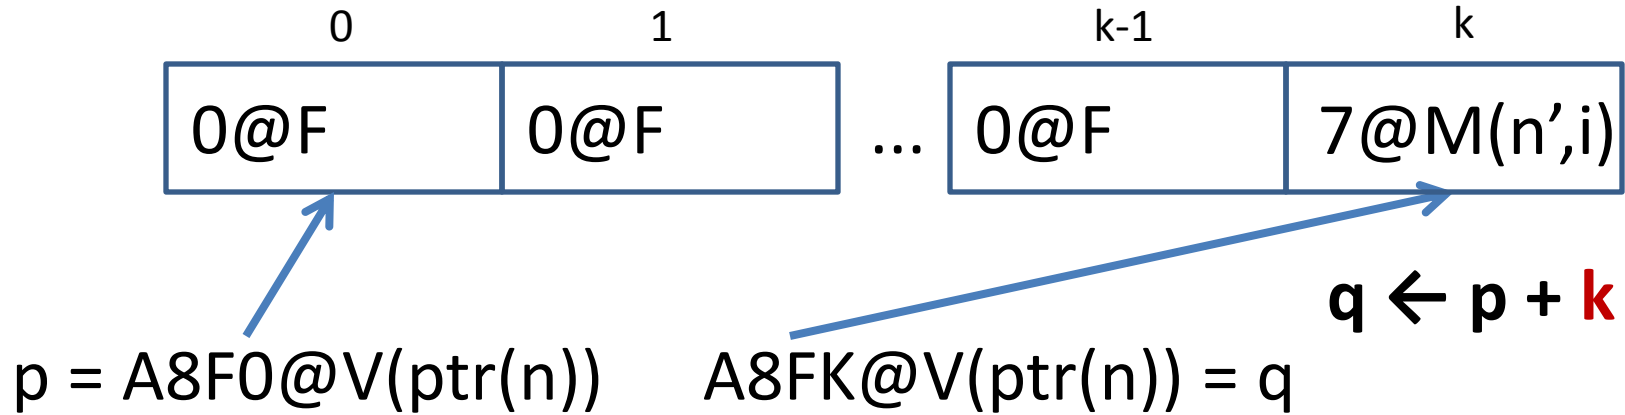 0 1 k-1 k
0@F 0@F ... 0@F 7@M(n’,i)
q ← p + k
p = A8F0@V(ptr(n)) A8FK@V(ptr(n)) = q